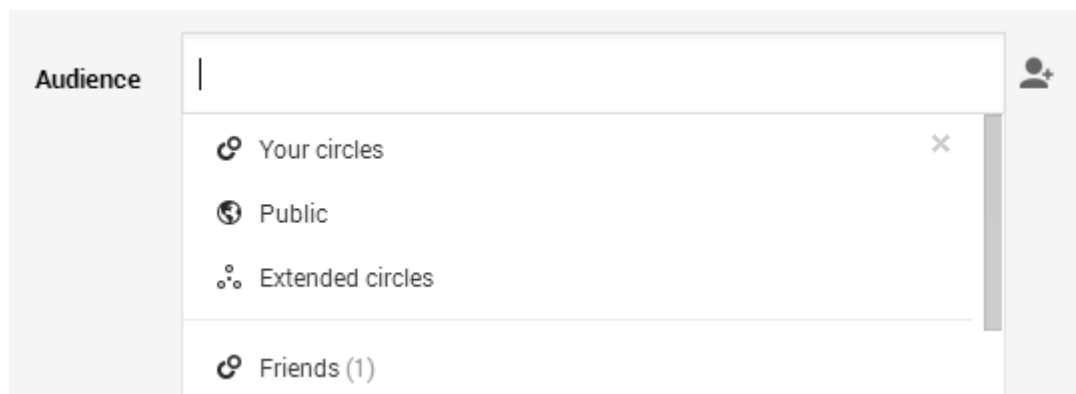 Audience
Your circles
Public
Extended circles
Friends (1)